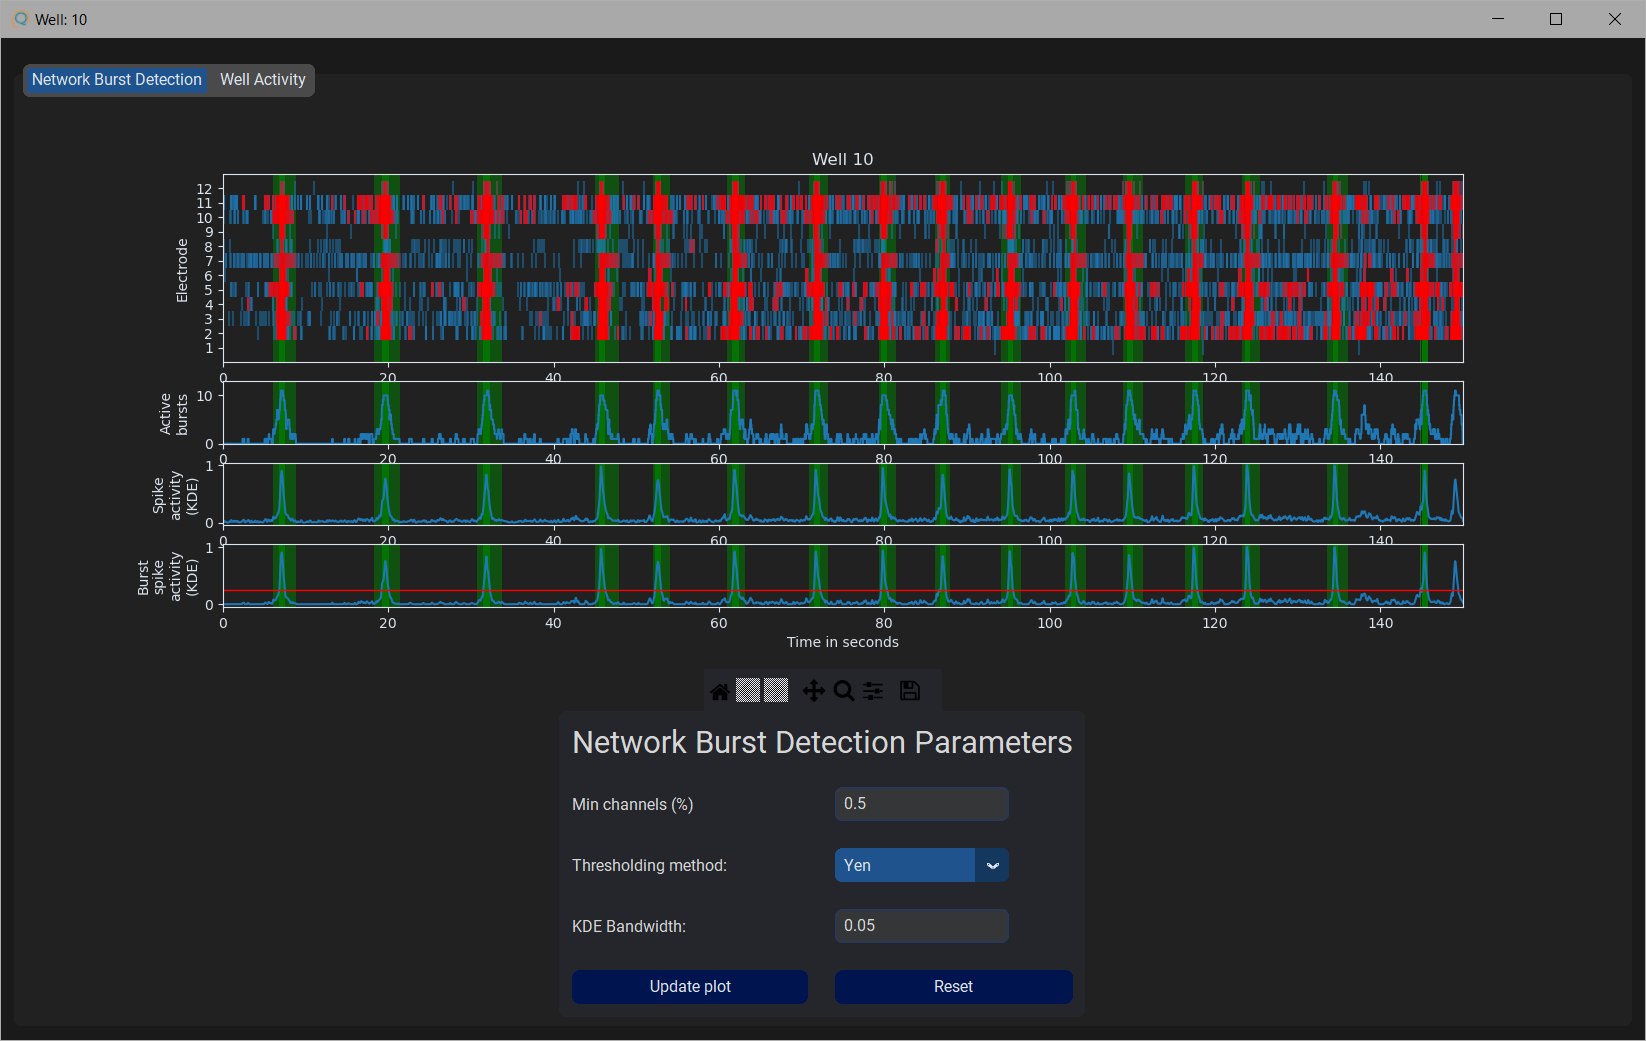 Well: 10
Network Burst Detection Well Activity
Well 10
12
11
10
9
8
7
6
5
4
3
2
1
Electrode
0 20 40 60 80 100 120 140
10
0
Active
bursts
0 20 40 60 80 100 120 140
1
0
Spike
activity
(KDE)
0 20 40 60 80 100 120 140
1
0
Burst
spike
activity
(KDE)
0 20 40 60 80 100 120 140
Time in seconds
Network Burst Detection Parameters
Min channels (%) 0.5
Thresholding method: Yen
KDE Bandwidth: 0.05
Update plot Reset